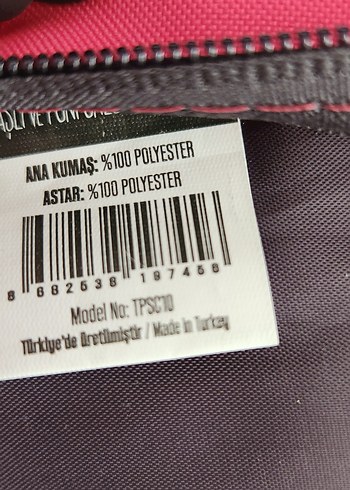 ANA KUMAŞ: %100 POLYESTER
ASTAR: %100 POLYESTER
8 682538 197456
Model No: TPSC10
Türkiye'de Üretilmiştir / Made in Turkey